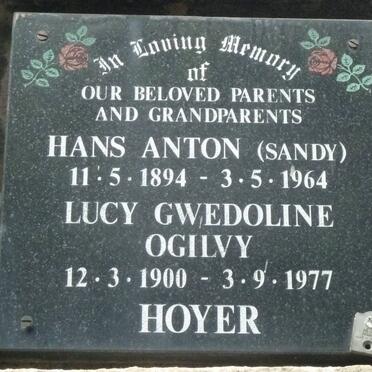 In Loving Memory
of
OUR BELOVED PARENTS
AND GRANDPARENTS
HANS ANTON (SANDY)
11·5·1894 - 3·5·1964
LUCY GWEDOLINE
OGILVY
12·3·1900 - 3·9·1977
HOYER